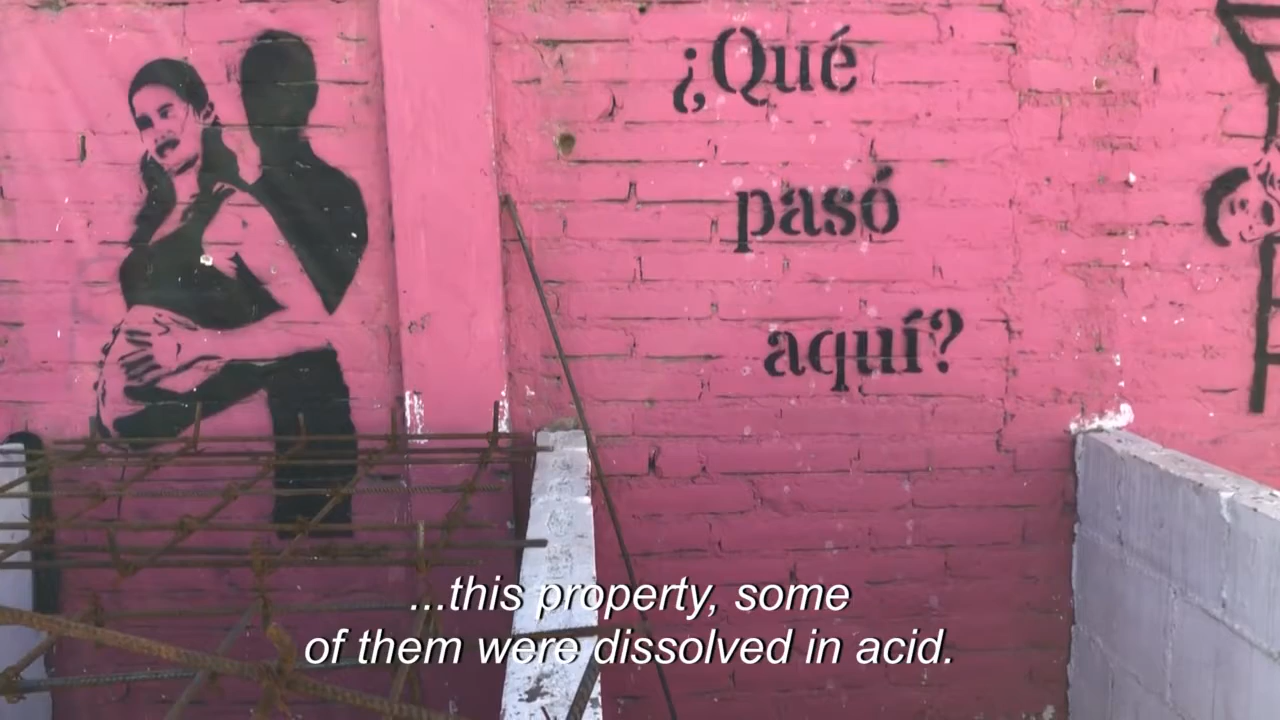 ¿Qué
pasó
aquí?
...this property, some
of them were dissolved in acid.